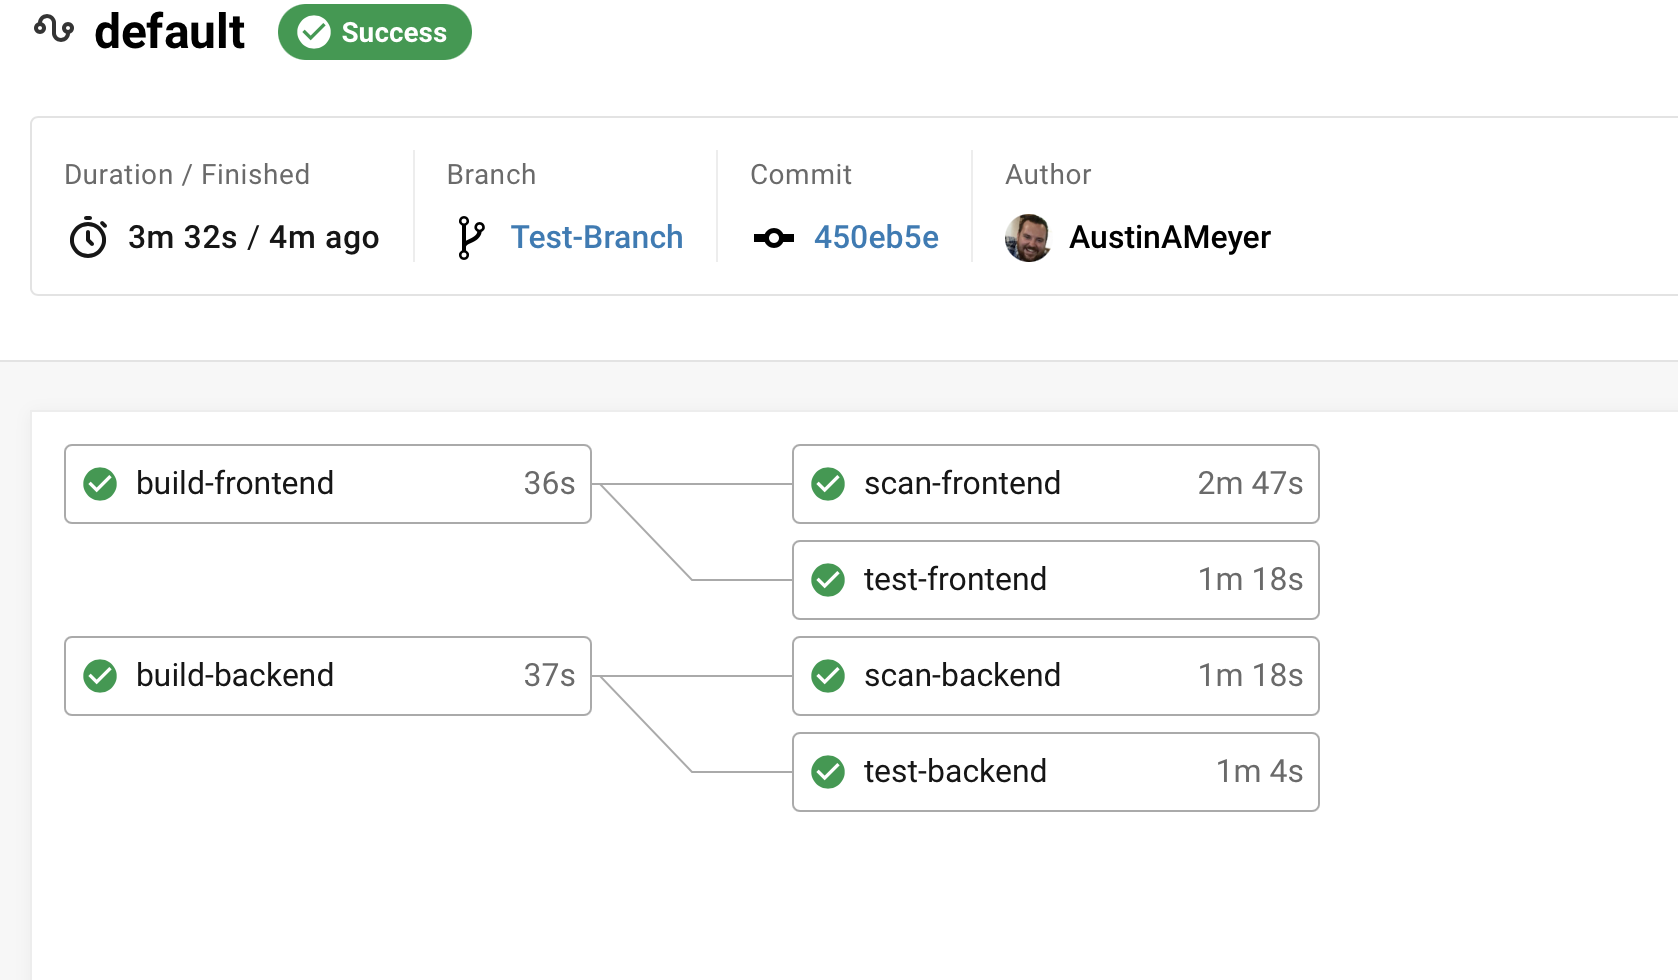 default Success
Duration / Finished Branch Commit Author
3m 32s / 4m ago Test-Branch 450eb5e AustinAMeyer
build-frontend 36s scan-frontend 2m 47s
test-frontend 1m 18s
build-backend 37s scan-backend 1m 18s
test-backend 1m 4s